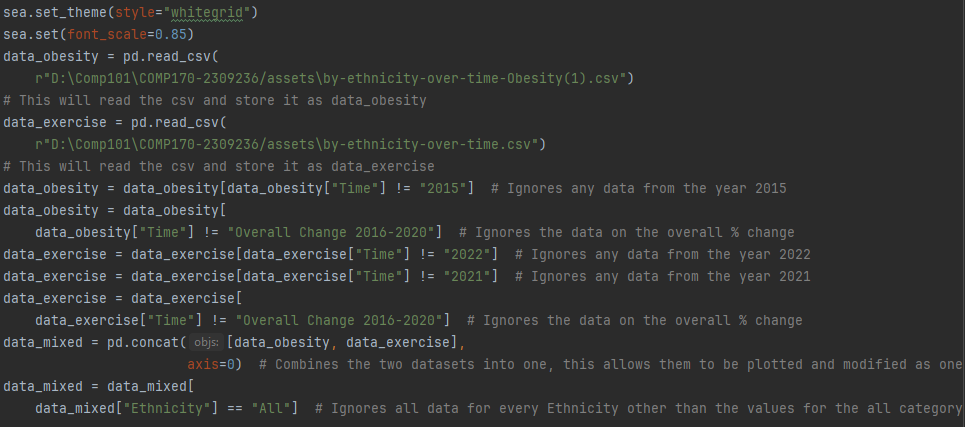 sea.set_theme(style="whitegrid")
sea.set(font_scale=0.85)
data_obesity = pd.read_csv(
    r"D:\Comp101\COMP170-2309236/assets\by-ethnicity-over-time-Obesity(1).csv")
# This will read the csv and store it as data_obesity
data_exercise = pd.read_csv(
    r"D:\Comp101\COMP170-2309236/assets\by-ethnicity-over-time.csv")
# This will read the csv and store it as data_exercise
data_obesity = data_obesity[data_obesity["Time"] != "2015"]  # Ignores any data from the year 2015
data_obesity = data_obesity[
    data_obesity["Time"] != "Overall Change 2016-2020"]  # Ignores the data on the overall % change
data_exercise = data_exercise[data_exercise["Time"] != "2022"]  # Ignores any data from the year 2022
data_exercise = data_exercise[data_exercise["Time"] != "2021"]  # Ignores any data from the year 2021
data_exercise = data_exercise[
    data_exercise["Time"] != "Overall Change 2016-2020"]  # Ignores the data on the overall % change
data_mixed = pd.concat( objs: [data_obesity, data_exercise],
                       axis=0)  # Combines the two datasets into one, this allows them to be plotted and modified as one
data_mixed = data_mixed[
    data_mixed["Ethnicity"] == "All"]  # Ignores all data for every Ethnicity other than the values for the all category